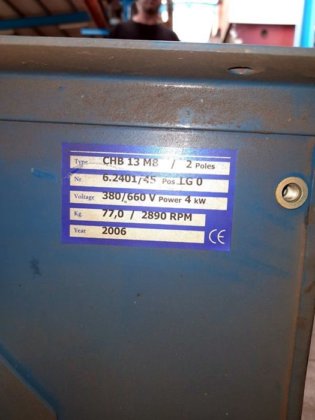 Type CHB 13 M8 / 2 Poles
Nr. 6.2401/45 Pos LG 0
Voltage 380/660 V Power 4 kW
Kg 77,0 / 2890 RPM
Year 2006
CE